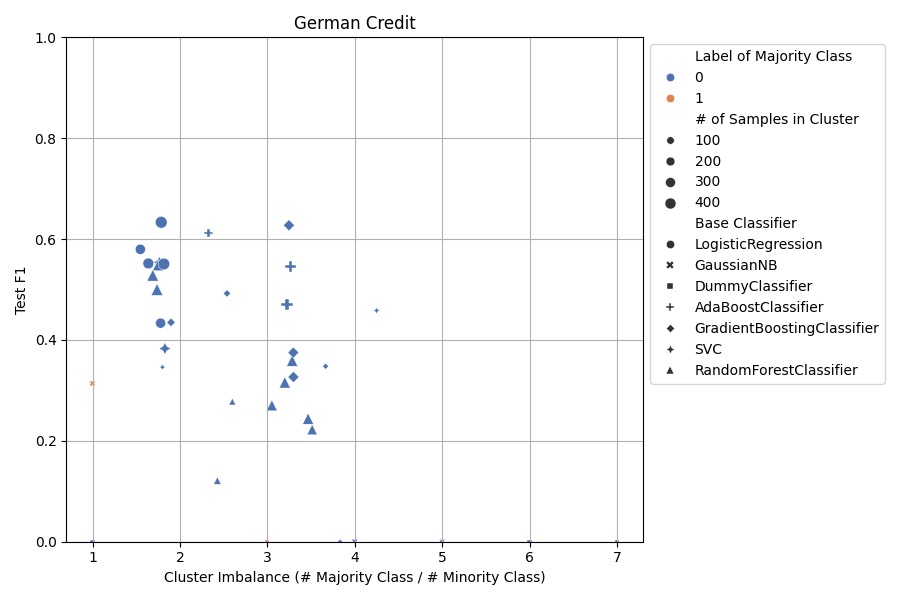 German Credit
1.0
0.8
0.6
0.4
0.2
0.0
Test F1
1 2 3 4 5 6 7
Cluster Imbalance (# Majority Class / # Minority Class)
Label of Majority Class
0
1
# of Samples in Cluster
100
200
300
400
Base Classifier
LogisticRegression
GaussianNB
DummyClassifier
AdaBoostClassifier
GradientBoostingClassifier
SVC
RandomForestClassifier